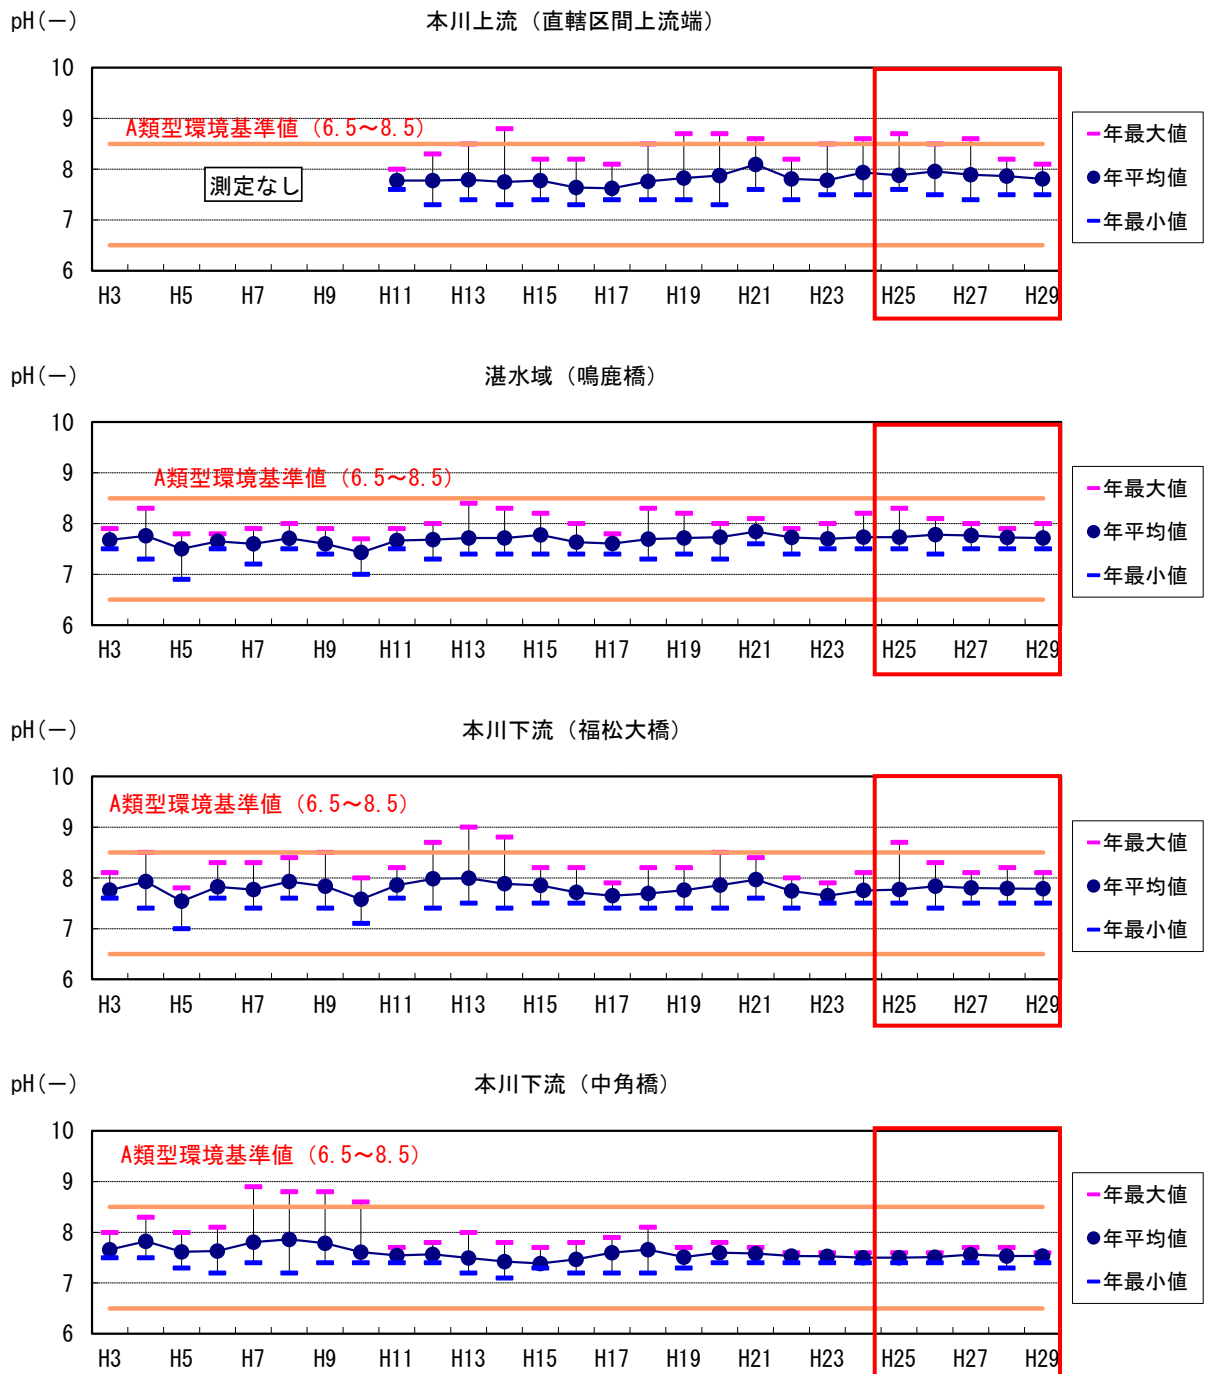 pH(－)
本川上流（直轄区間上流端）
10
9
8
7
6
A類型環境基準値（6.5～8.5）
測定なし
H3 H5 H7 H9 H11 H13 H15 H17 H19 H21 H23 H25 H27 H29
年最大値
年平均値
年最小値
pH(－)
湛水域（鳴鹿橋）
10
9
8
7
6
A類型環境基準値（6.5～8.5）
H3 H5 H7 H9 H11 H13 H15 H17 H19 H21 H23 H25 H27 H29
年最大値
年平均値
年最小値
pH(－)
本川下流（福松大橋）
10
9
8
7
6
A類型環境基準値（6.5～8.5）
H3 H5 H7 H9 H11 H13 H15 H17 H19 H21 H23 H25 H27 H29
年最大値
年平均値
年最小値
pH(－)
本川下流（中角橋）
10
9
8
7
6
A類型環境基準値（6.5～8.5）
H3 H5 H7 H9 H11 H13 H15 H17 H19 H21 H23 H25 H27 H29
年最大値
年平均値
年最小値